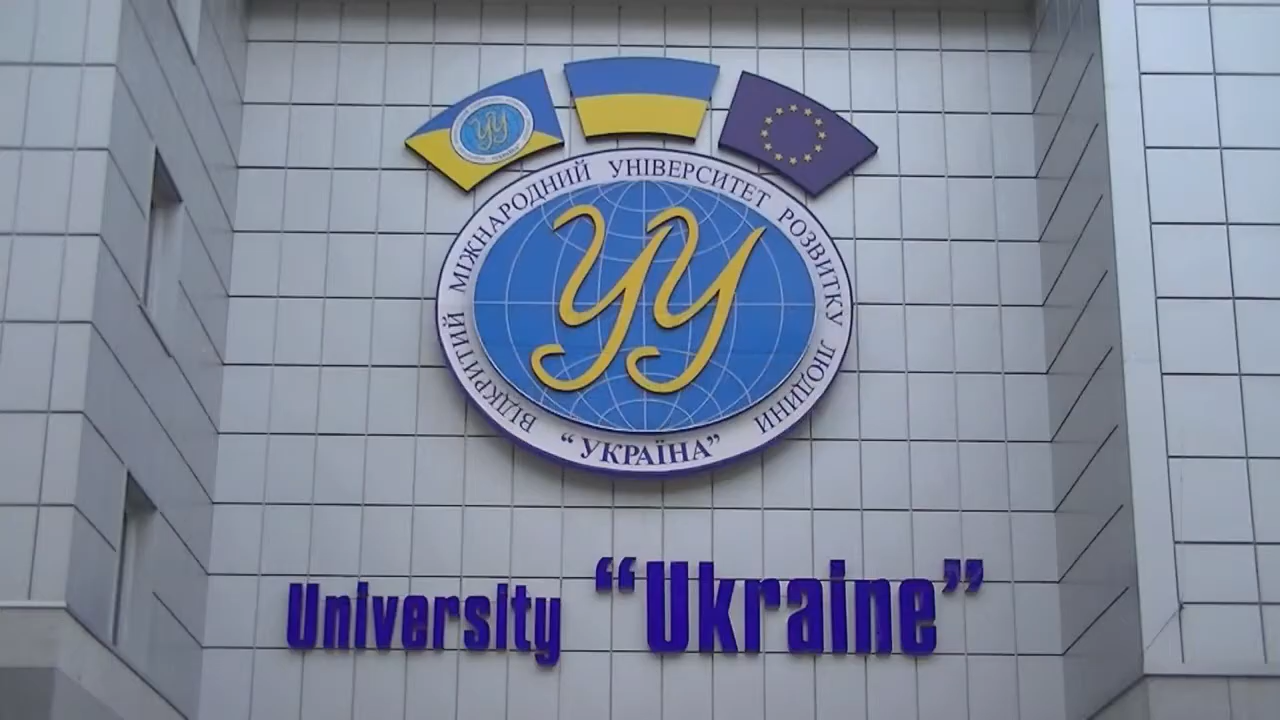 УУ
ВІДКРИТИЙ МІЖНАРОДНИЙ УНІВЕРСИТЕТ РОЗВИТКУ ЛЮДИНИ
“УКРАЇНА”
УУ
University “Ukraine”